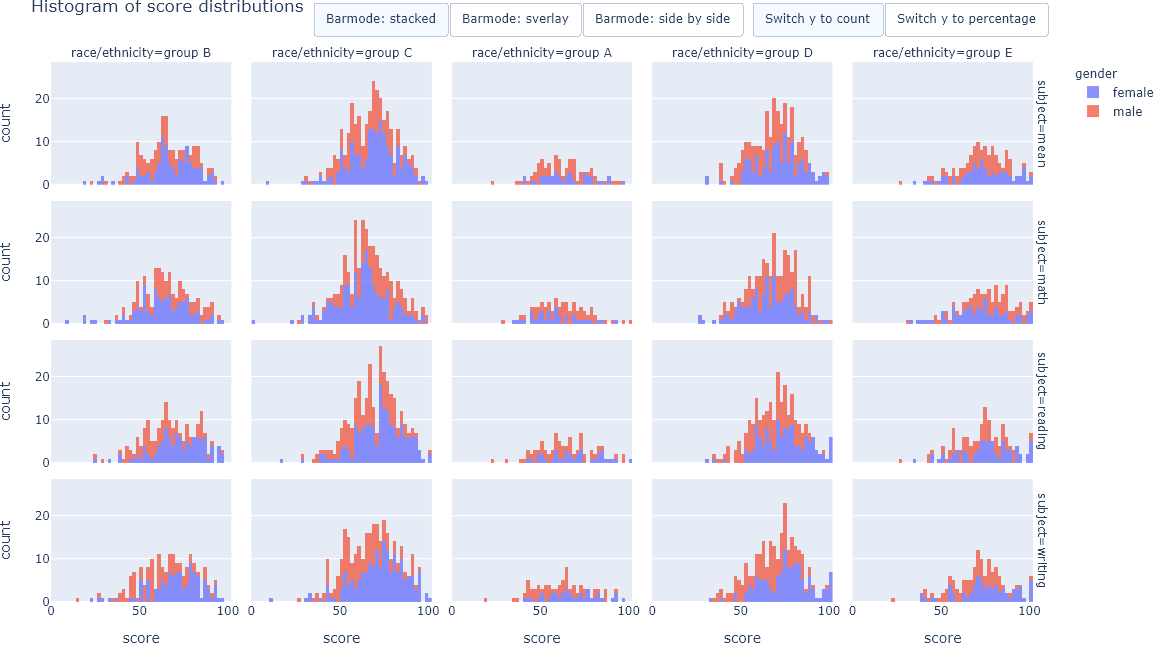 Histogram of score distributions
Barmode: stacked
Barmode: sverlay
Barmode: side by side
Switch y to count
Switch y to percentage
race/ethnicity=group B
race/ethnicity=group C
race/ethnicity=group A
race/ethnicity=group D
race/ethnicity=group E
gender
female
male
count
20
10
0
subject=mean
count
20
10
0
subject=math
count
20
10
0
subject=reading
count
20
10
0
subject=writing
0 50 100
0 50 100
0 50 100
0 50 100
0 50 100
score
score
score
score
score